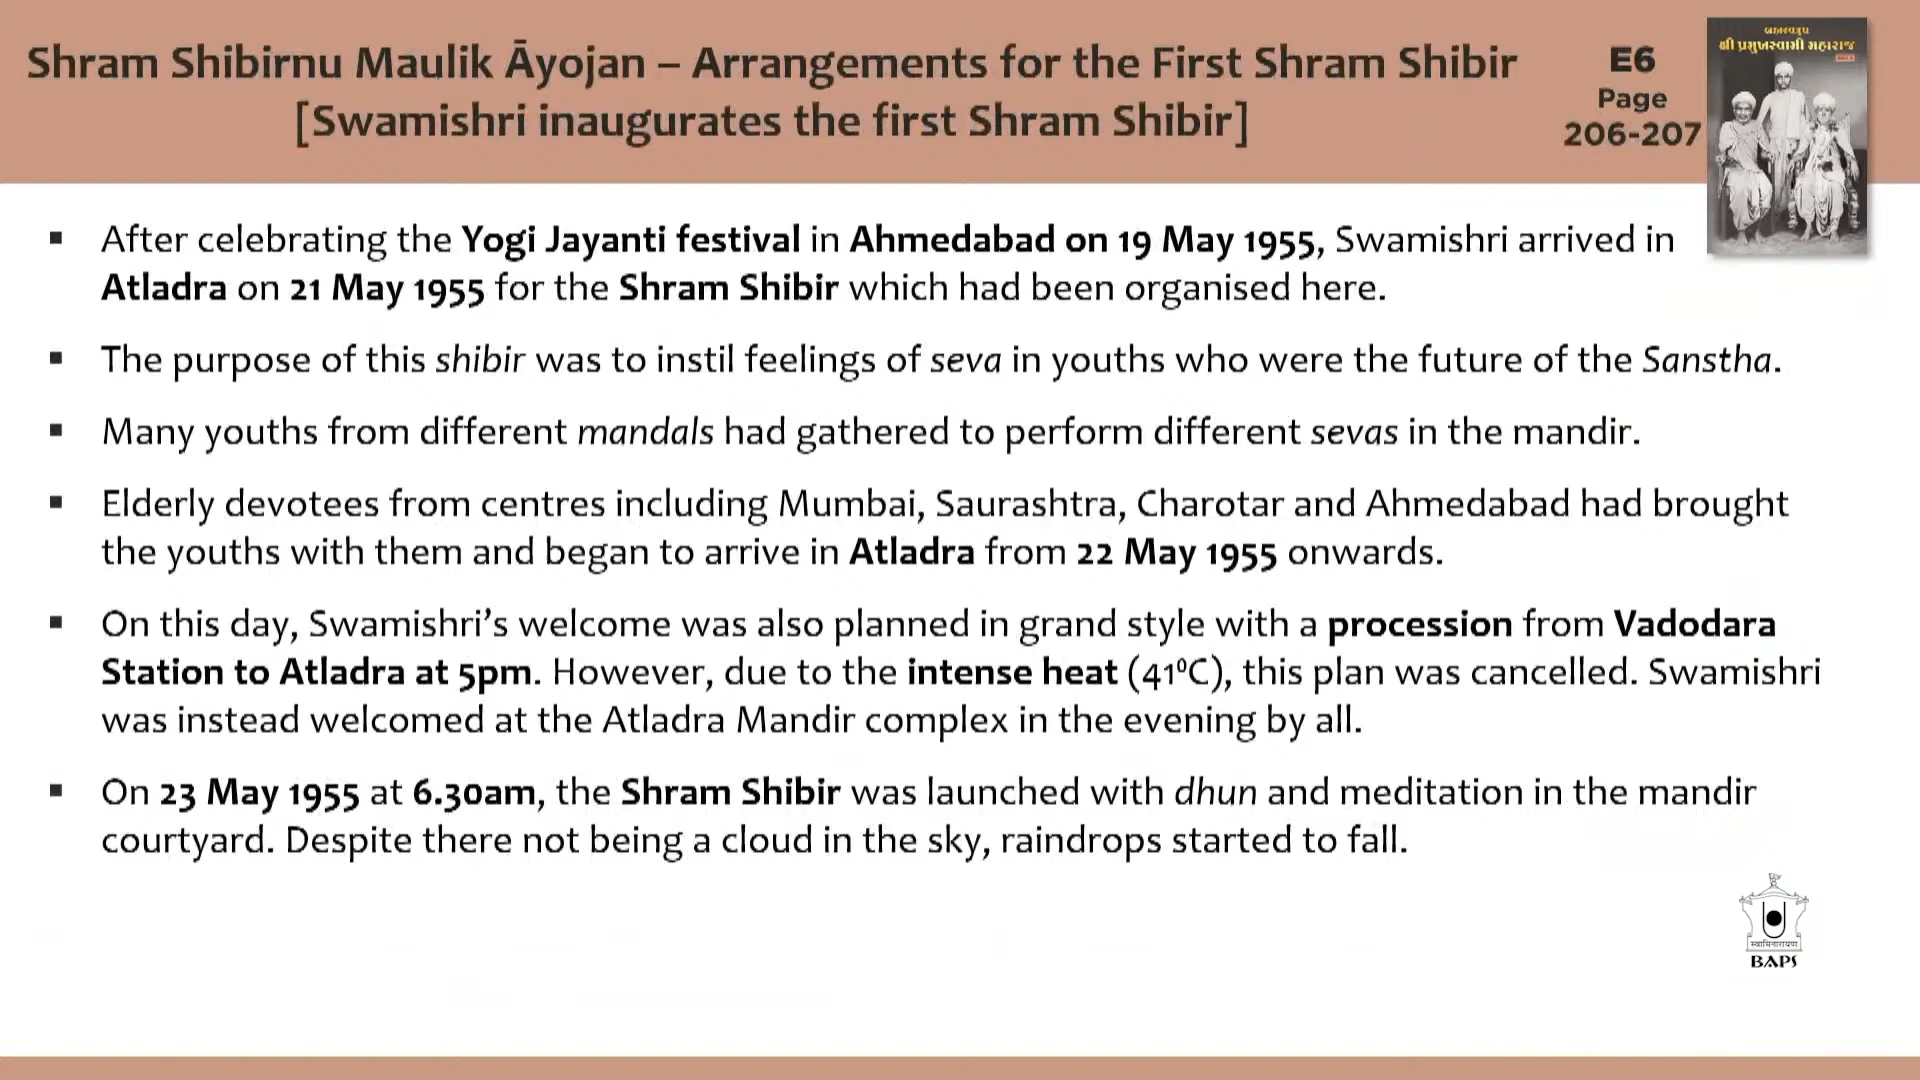 Shram Shibirnu Maulik Āyojan – Arrangements for the First Shram Shibir
[Swamishri inaugurates the first Shram Shibir]
E6
Page
206-207
બ્રહ્મસ્વરૂપ
શ્રી પ્રમુખસ્વામી મહારાજ
▪ After celebrating the Yogi Jayanti festival in Ahmedabad on 19 May 1955, Swamishri arrived in
Atladra on 21 May 1955 for the Shram Shibir which had been organised here.
▪ The purpose of this shibir was to instil feelings of seva in youths who were the future of the Sanstha.
▪ Many youths from different mandals had gathered to perform different sevas in the mandir.
▪ Elderly devotees from centres including Mumbai, Saurashtra, Charotar and Ahmedabad had brought
the youths with them and began to arrive in Atladra from 22 May 1955 onwards.
▪ On this day, Swamishri’s welcome was also planned in grand style with a procession from Vadodara
Station to Atladra at 5pm. However, due to the intense heat (41⁰C), this plan was cancelled. Swamishri
was instead welcomed at the Atladra Mandir complex in the evening by all.
▪ On 23 May 1955 at 6.30am, the Shram Shibir was launched with dhun and meditation in the mandir
courtyard. Despite there not being a cloud in the sky, raindrops started to fall.
स्वामिनारायण
BAPS